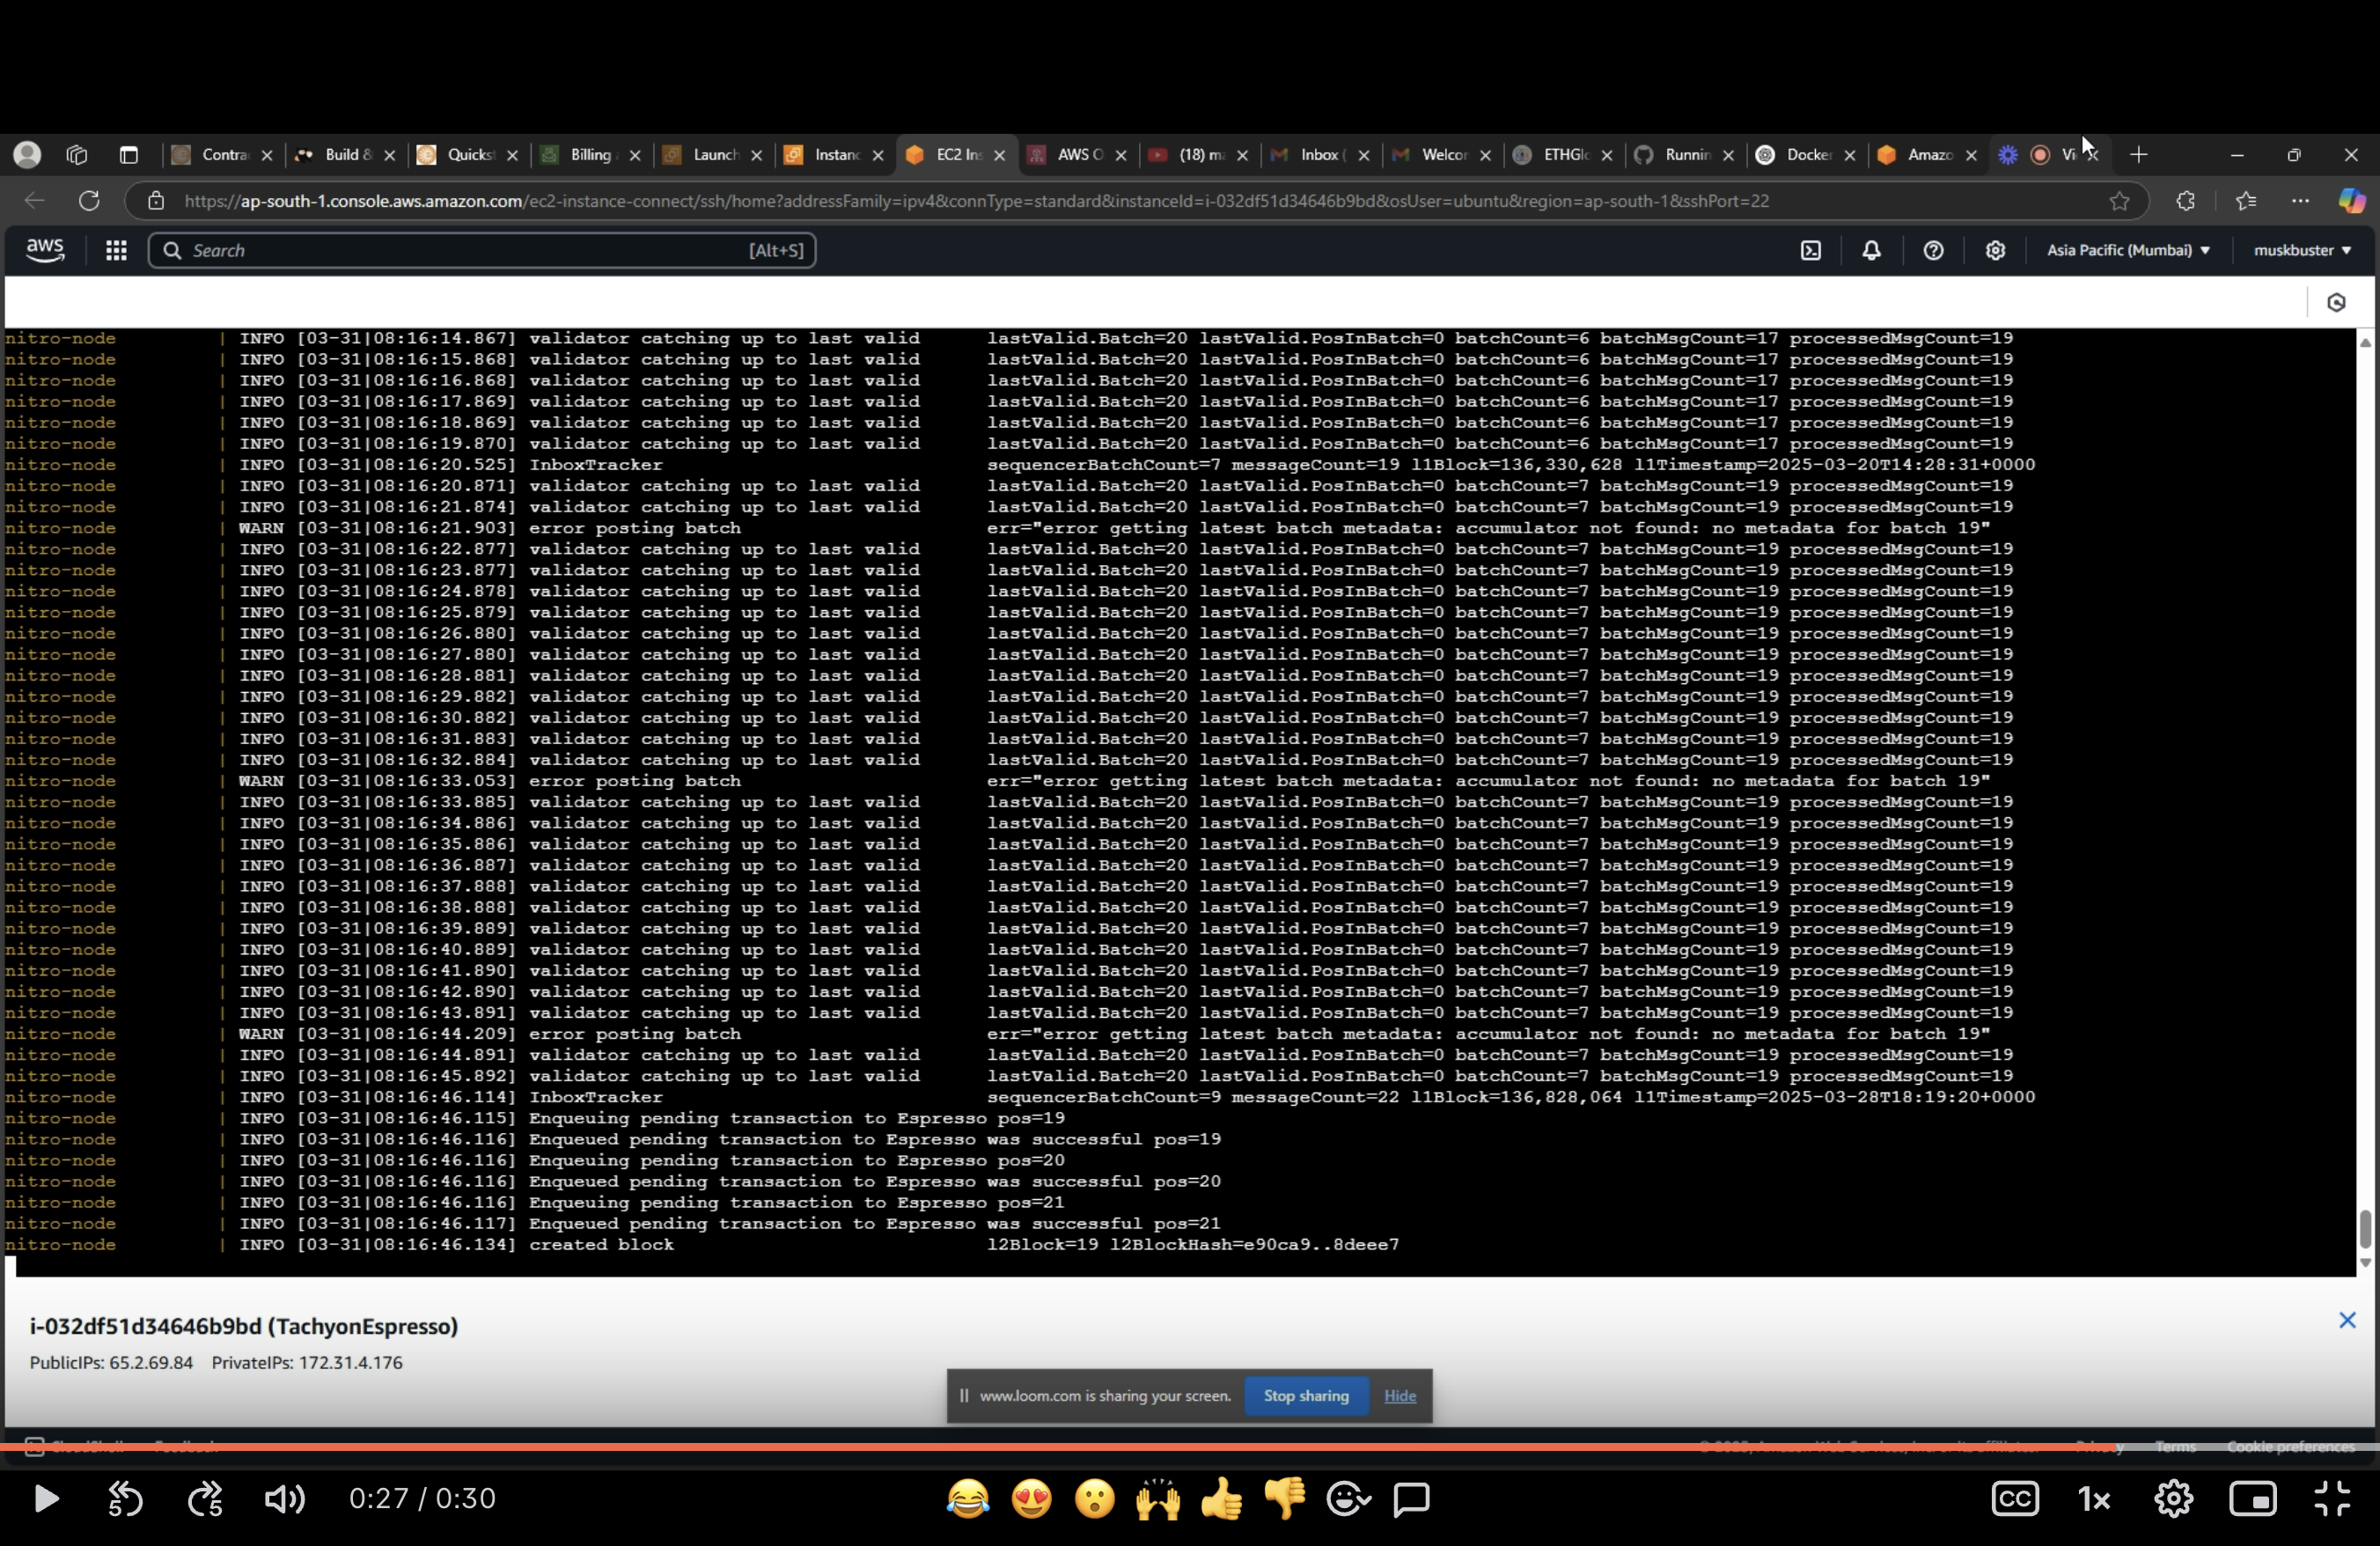 Contra Build & Quickst Billing Launch Instanc EC2 Ins AWS O (18) m Inbox ( Welcor ETHGlo Runnin Docker Amazo Vi
https://ap-south-1.console.aws.amazon.com/ec2-instance-connect/ssh/home?addressFamily=ipv4&connType=standard&instanceId=i-032df51d34646b9bd&osUser=ubuntu&region=ap-south-1&sshPort=22
aws Search [Alt+S] Asia Pacific (Mumbai) muskbuster
nitro-node | INFO [03-31|08:16:14.867] validator catching up to last valid lastValid.Batch=20 lastValid.PosInBatch=0 batchCount=6 batchMsgCount=17 processedMsgCount=19
nitro-node | INFO [03-31|08:16:15.868] validator catching up to last valid lastValid.Batch=20 lastValid.PosInBatch=0 batchCount=6 batchMsgCount=17 processedMsgCount=19
nitro-node | INFO [03-31|08:16:16.868] validator catching up to last valid lastValid.Batch=20 lastValid.PosInBatch=0 batchCount=6 batchMsgCount=17 processedMsgCount=19
nitro-node | INFO [03-31|08:16:17.869] validator catching up to last valid lastValid.Batch=20 lastValid.PosInBatch=0 batchCount=6 batchMsgCount=17 processedMsgCount=19
nitro-node | INFO [03-31|08:16:18.869] validator catching up to last valid lastValid.Batch=20 lastValid.PosInBatch=0 batchCount=6 batchMsgCount=17 processedMsgCount=19
nitro-node | INFO [03-31|08:16:19.870] validator catching up to last valid lastValid.Batch=20 lastValid.PosInBatch=0 batchCount=6 batchMsgCount=17 processedMsgCount=19
nitro-node | INFO [03-31|08:16:20.525] InboxTracker sequencerBatchCount=7 messageCount=19 l1Block=136,330,628 l1Timestamp=2025-03-20T14:28:31+0000
nitro-node | INFO [03-31|08:16:20.871] validator catching up to last valid lastValid.Batch=20 lastValid.PosInBatch=0 batchCount=7 batchMsgCount=19 processedMsgCount=19
nitro-node | INFO [03-31|08:16:21.874] validator catching up to last valid lastValid.Batch=20 lastValid.PosInBatch=0 batchCount=7 batchMsgCount=19 processedMsgCount=19
nitro-node | WARN [03-31|08:16:21.903] error posting batch err="error getting latest batch metadata: accumulator not found: no metadata for batch 19"
nitro-node | INFO [03-31|08:16:22.877] validator catching up to last valid lastValid.Batch=20 lastValid.PosInBatch=0 batchCount=7 batchMsgCount=19 processedMsgCount=19
nitro-node | INFO [03-31|08:16:23.877] validator catching up to last valid lastValid.Batch=20 lastValid.PosInBatch=0 batchCount=7 batchMsgCount=19 processedMsgCount=19
nitro-node | INFO [03-31|08:16:24.878] validator catching up to last valid lastValid.Batch=20 lastValid.PosInBatch=0 batchCount=7 batchMsgCount=19 processedMsgCount=19
nitro-node | INFO [03-31|08:16:25.879] validator catching up to last valid lastValid.Batch=20 lastValid.PosInBatch=0 batchCount=7 batchMsgCount=19 processedMsgCount=19
nitro-node | INFO [03-31|08:16:26.880] validator catching up to last valid lastValid.Batch=20 lastValid.PosInBatch=0 batchCount=7 batchMsgCount=19 processedMsgCount=19
nitro-node | INFO [03-31|08:16:27.880] validator catching up to last valid lastValid.Batch=20 lastValid.PosInBatch=0 batchCount=7 batchMsgCount=19 processedMsgCount=19
nitro-node | INFO [03-31|08:16:28.881] validator catching up to last valid lastValid.Batch=20 lastValid.PosInBatch=0 batchCount=7 batchMsgCount=19 processedMsgCount=19
nitro-node | INFO [03-31|08:16:29.882] validator catching up to last valid lastValid.Batch=20 lastValid.PosInBatch=0 batchCount=7 batchMsgCount=19 processedMsgCount=19
nitro-node | INFO [03-31|08:16:30.882] validator catching up to last valid lastValid.Batch=20 lastValid.PosInBatch=0 batchCount=7 batchMsgCount=19 processedMsgCount=19
nitro-node | INFO [03-31|08:16:31.883] validator catching up to last valid lastValid.Batch=20 lastValid.PosInBatch=0 batchCount=7 batchMsgCount=19 processedMsgCount=19
nitro-node | INFO [03-31|08:16:32.884] validator catching up to last valid lastValid.Batch=20 lastValid.PosInBatch=0 batchCount=7 batchMsgCount=19 processedMsgCount=19
nitro-node | WARN [03-31|08:16:33.053] error posting batch err="error getting latest batch metadata: accumulator not found: no metadata for batch 19"
nitro-node | INFO [03-31|08:16:33.885] validator catching up to last valid lastValid.Batch=20 lastValid.PosInBatch=0 batchCount=7 batchMsgCount=19 processedMsgCount=19
nitro-node | INFO [03-31|08:16:34.886] validator catching up to last valid lastValid.Batch=20 lastValid.PosInBatch=0 batchCount=7 batchMsgCount=19 processedMsgCount=19
nitro-node | INFO [03-31|08:16:35.886] validator catching up to last valid lastValid.Batch=20 lastValid.PosInBatch=0 batchCount=7 batchMsgCount=19 processedMsgCount=19
nitro-node | INFO [03-31|08:16:36.887] validator catching up to last valid lastValid.Batch=20 lastValid.PosInBatch=0 batchCount=7 batchMsgCount=19 processedMsgCount=19
nitro-node | INFO [03-31|08:16:37.888] validator catching up to last valid lastValid.Batch=20 lastValid.PosInBatch=0 batchCount=7 batchMsgCount=19 processedMsgCount=19
nitro-node | INFO [03-31|08:16:38.888] validator catching up to last valid lastValid.Batch=20 lastValid.PosInBatch=0 batchCount=7 batchMsgCount=19 processedMsgCount=19
nitro-node | INFO [03-31|08:16:39.889] validator catching up to last valid lastValid.Batch=20 lastValid.PosInBatch=0 batchCount=7 batchMsgCount=19 processedMsgCount=19
nitro-node | INFO [03-31|08:16:40.889] validator catching up to last valid lastValid.Batch=20 lastValid.PosInBatch=0 batchCount=7 batchMsgCount=19 processedMsgCount=19
nitro-node | INFO [03-31|08:16:41.890] validator catching up to last valid lastValid.Batch=20 lastValid.PosInBatch=0 batchCount=7 batchMsgCount=19 processedMsgCount=19
nitro-node | INFO [03-31|08:16:42.890] validator catching up to last valid lastValid.Batch=20 lastValid.PosInBatch=0 batchCount=7 batchMsgCount=19 processedMsgCount=19
nitro-node | INFO [03-31|08:16:43.891] validator catching up to last valid lastValid.Batch=20 lastValid.PosInBatch=0 batchCount=7 batchMsgCount=19 processedMsgCount=19
nitro-node | WARN [03-31|08:16:44.209] error posting batch err="error getting latest batch metadata: accumulator not found: no metadata for batch 19"
nitro-node | INFO [03-31|08:16:44.891] validator catching up to last valid lastValid.Batch=20 lastValid.PosInBatch=0 batchCount=7 batchMsgCount=19 processedMsgCount=19
nitro-node | INFO [03-31|08:16:45.892] validator catching up to last valid lastValid.Batch=20 lastValid.PosInBatch=0 batchCount=7 batchMsgCount=19 processedMsgCount=19
nitro-node | INFO [03-31|08:16:46.114] InboxTracker sequencerBatchCount=9 messageCount=22 l1Block=136,828,064 l1Timestamp=2025-03-28T18:19:20+0000
nitro-node | INFO [03-31|08:16:46.115] Enqueuing pending transaction to Espresso pos=19
nitro-node | INFO [03-31|08:16:46.116] Enqueued pending transaction to Espresso was successful pos=19
nitro-node | INFO [03-31|08:16:46.116] Enqueuing pending transaction to Espresso pos=20
nitro-node | INFO [03-31|08:16:46.116] Enqueued pending transaction to Espresso was successful pos=20
nitro-node | INFO [03-31|08:16:46.116] Enqueuing pending transaction to Espresso pos=21
nitro-node | INFO [03-31|08:16:46.117] Enqueued pending transaction to Espresso was successful pos=21
nitro-node | INFO [03-31|08:16:46.134] created block l2Block=19 l2BlockHash=e90ca9..8deee7
i-032df51d34646b9bd (TachyonEspresso)
PublicIPs: 65.2.69.84 PrivateIPs: 172.31.4.176
www.loom.com is sharing your screen. Stop sharing Hide
Privacy Terms Cookie preferences
5 5 0:27 / 0:30 CC 1x